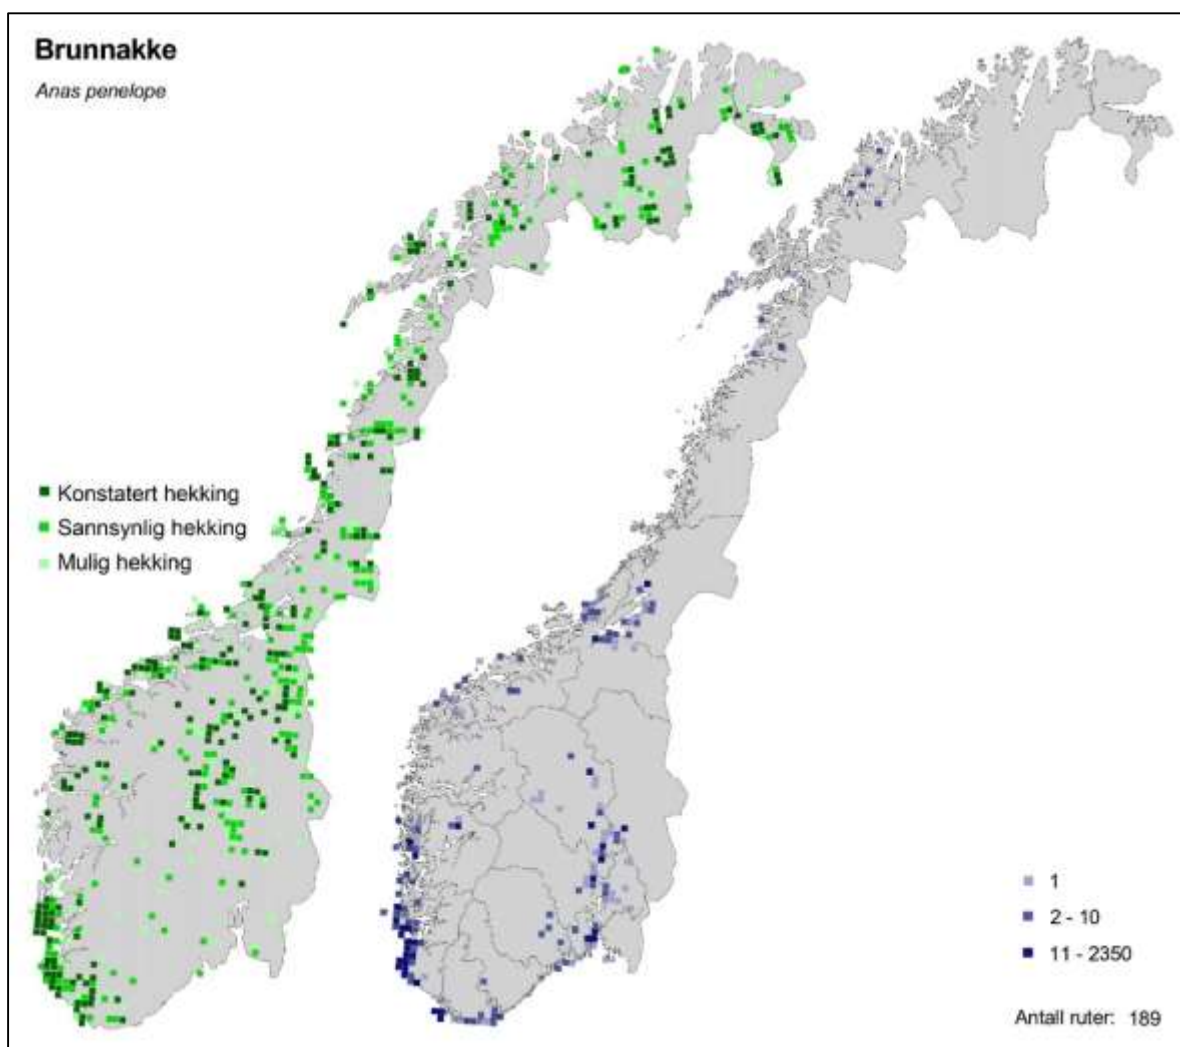 Brunnakke
Anas penelope
Konstatert hekking
Sannsynlig hekking
Mulig hekking
1
2 - 10
11 - 2350
Antall ruter: 189